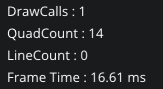 DrawCalls : 1
QuadCount : 14
LineCount : 0
Frame Time : 16.61 ms